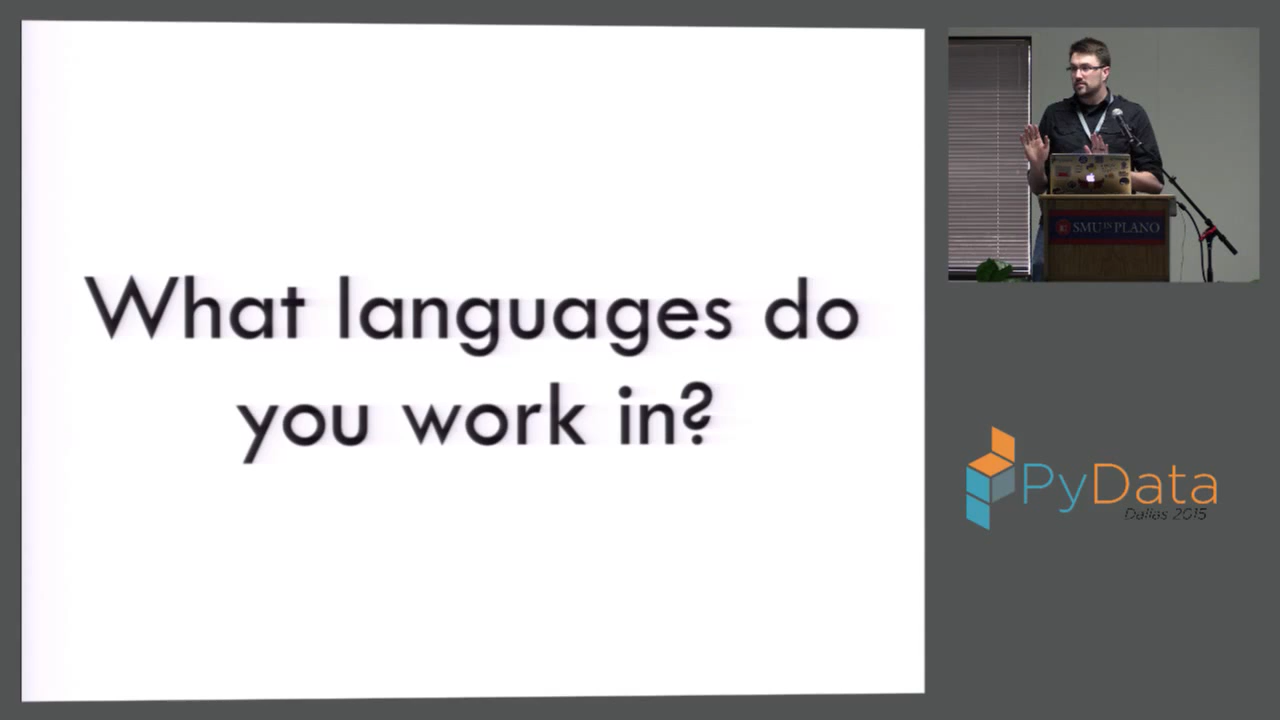 What languages do
you work in?
SMU IN PLANO
PyData
Dallas 2015